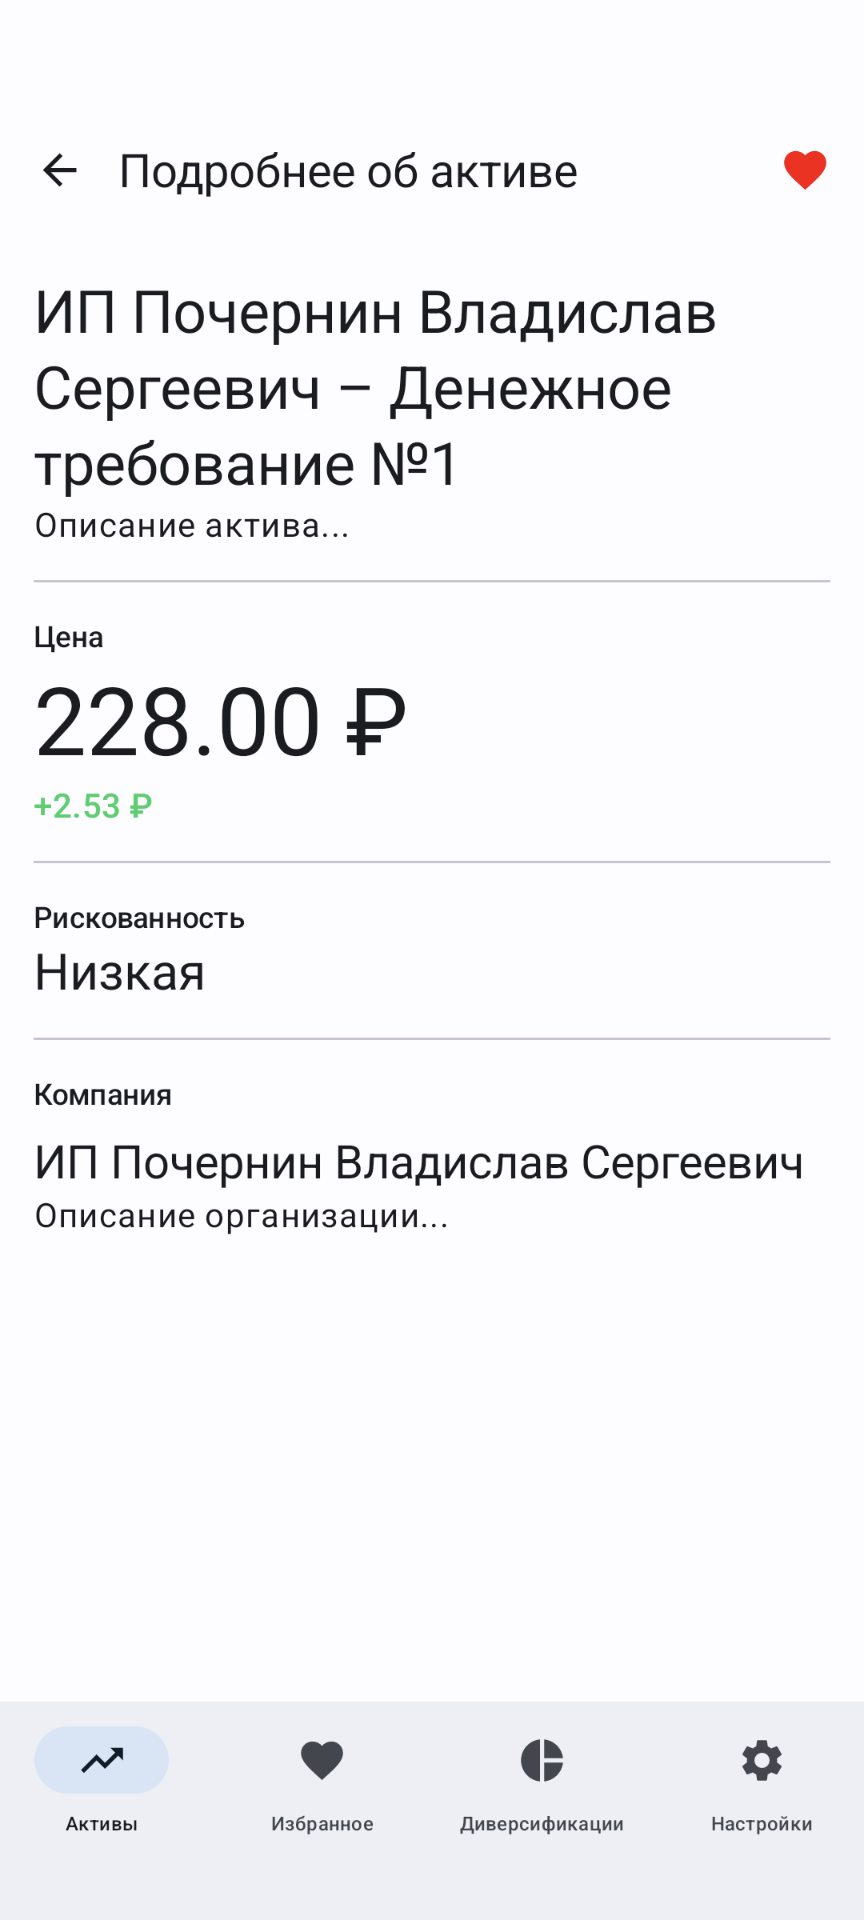 Подробнее об активе
ИП Почернин Владислав
Сергеевич – Денежное
требование №1
Описание актива...
Цена
228.00 ₽
+2.53 ₽
Рискованность
Низкая
Компания
ИП Почернин Владислав Сергеевич
Описание организации...
Активы
Избранное
Диверсификации
Настройки